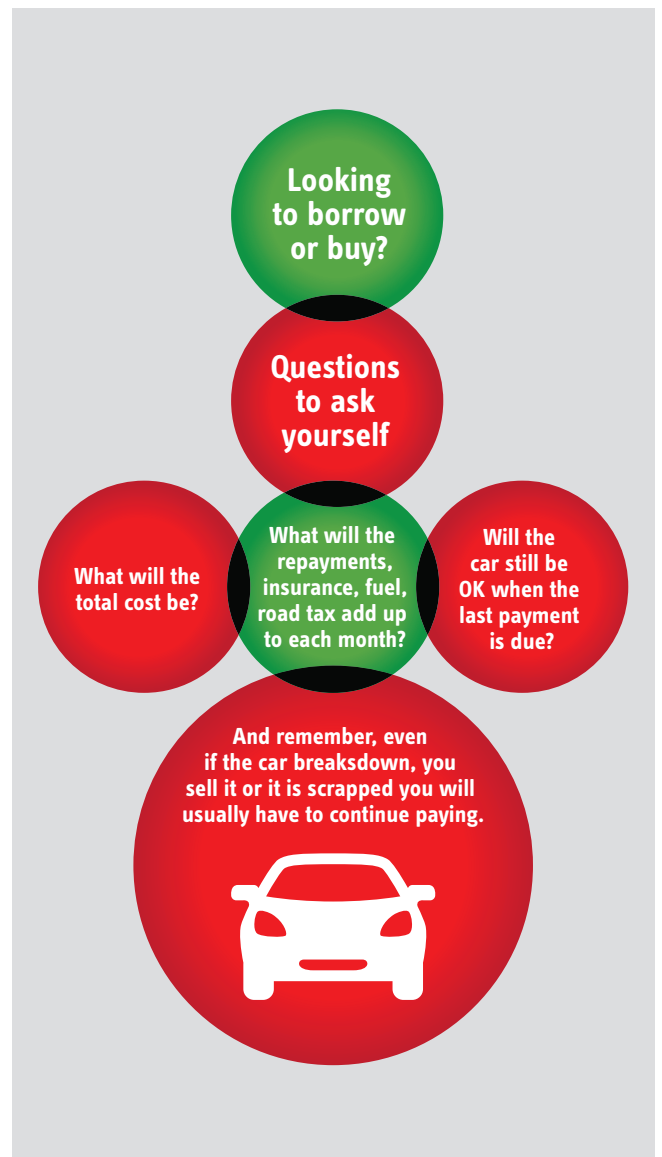 Looking
to borrow
or buy?
Questions
to ask
yourself
What will the
total cost be?
What will the
repayments,
insurance, fuel,
road tax add up
to each month?
Will the
car still be
OK when the
last payment
is due?
And remember, even
if the car breaksdown, you
sell it or it is scrapped you will
usually have to continue paying.